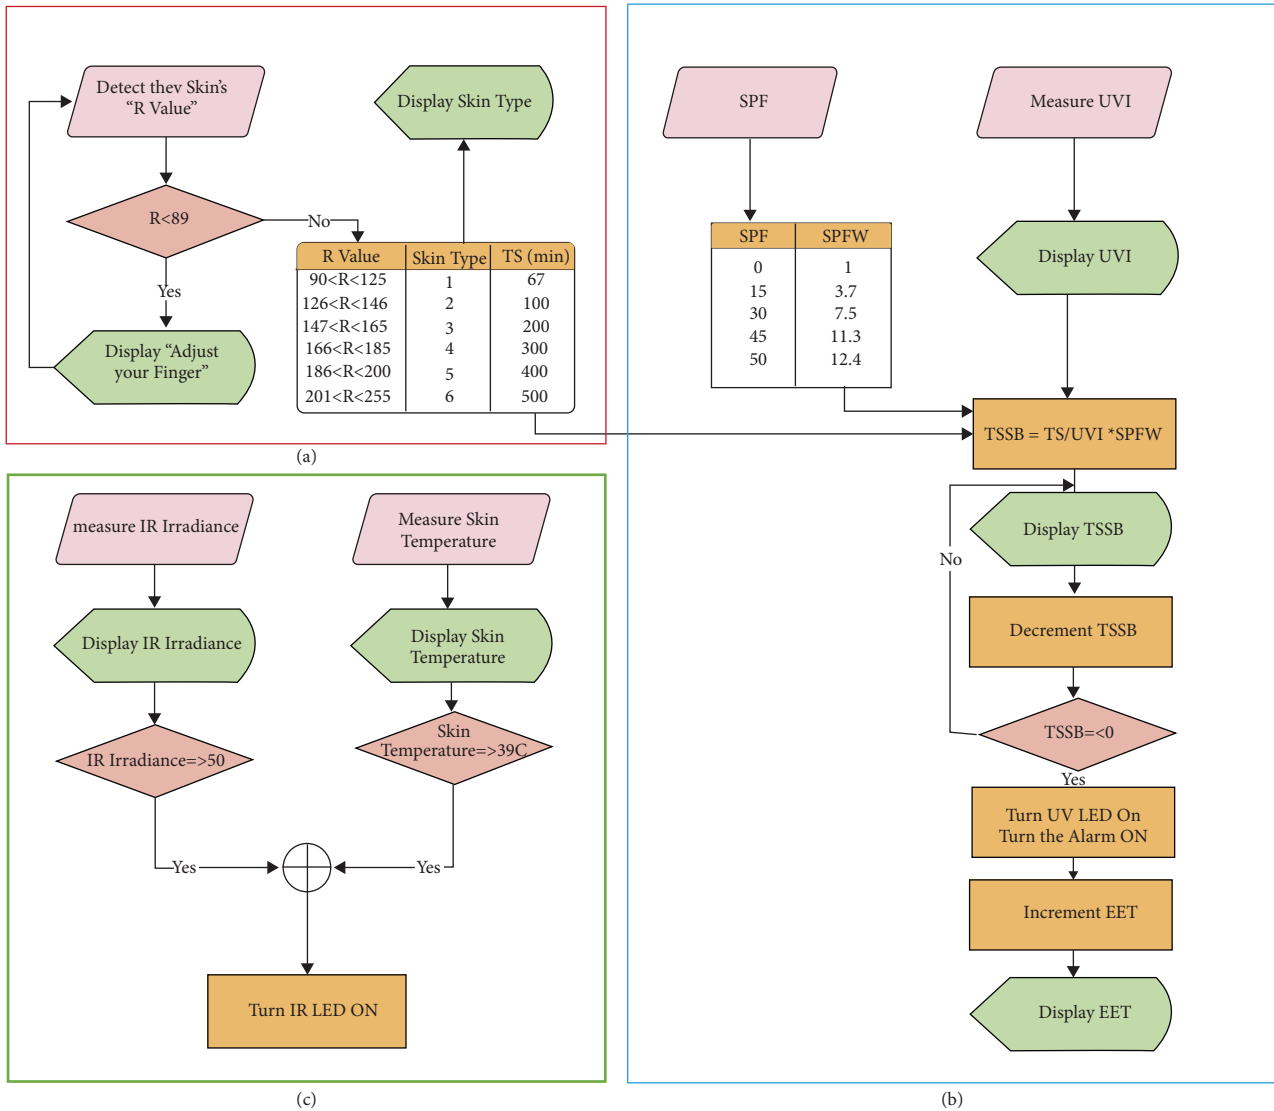 Detect thev Skin's
“R Value”
R<89
No
Yes
Display “Adjust
your Finger”
Display Skin Type
R Value Skin Type TS (min)
90<R<125 1 67
126<R<146 2 100
147<R<165 3 200
166<R<185 4 300
186<R<200 5 400
201<R<255 6 500
(a)
SPF
SPF SPFW
0 1
15 3.7
30 7.5
45 11.3
50 12.4
Measure UVI
Display UVI
TSSB = TS/UVI *SPFW
Display TSSB
No
Decrement TSSB
TSSB=<0
Yes
Turn UV LED On
Turn the Alarm ON
Increment EET
Display EET
(b)
measure IR Irradiance
Display IR Irradiance
IR Irradiance=>50
Yes
Measure Skin
Temperature
Display Skin
Temperature
Skin
Temperature=>39C
Yes
Turn IR LED ON
(c)